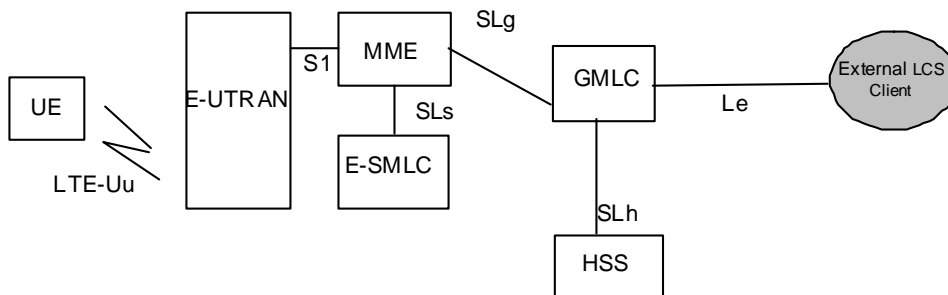 SLg
MME
S1
GMLC
External LCS
Client
E-UTRAN
UE
Le
SLs
E-SMLC
LTE-Uu
SLh
HSS